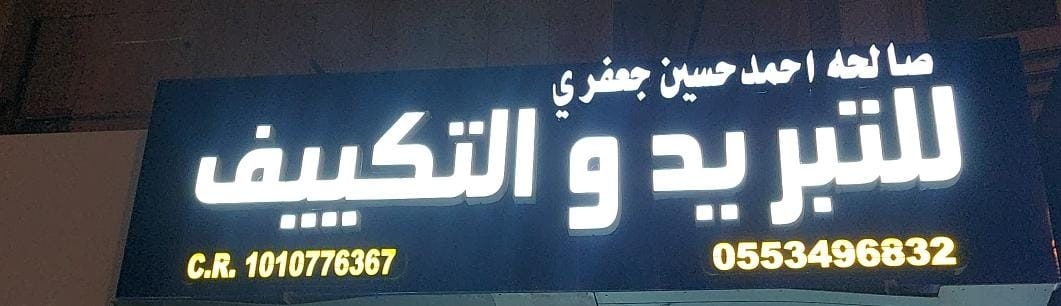 صالحه احمد حسين جعفري
للتبريد و التكييف
0553496832
C.R. 1010776367